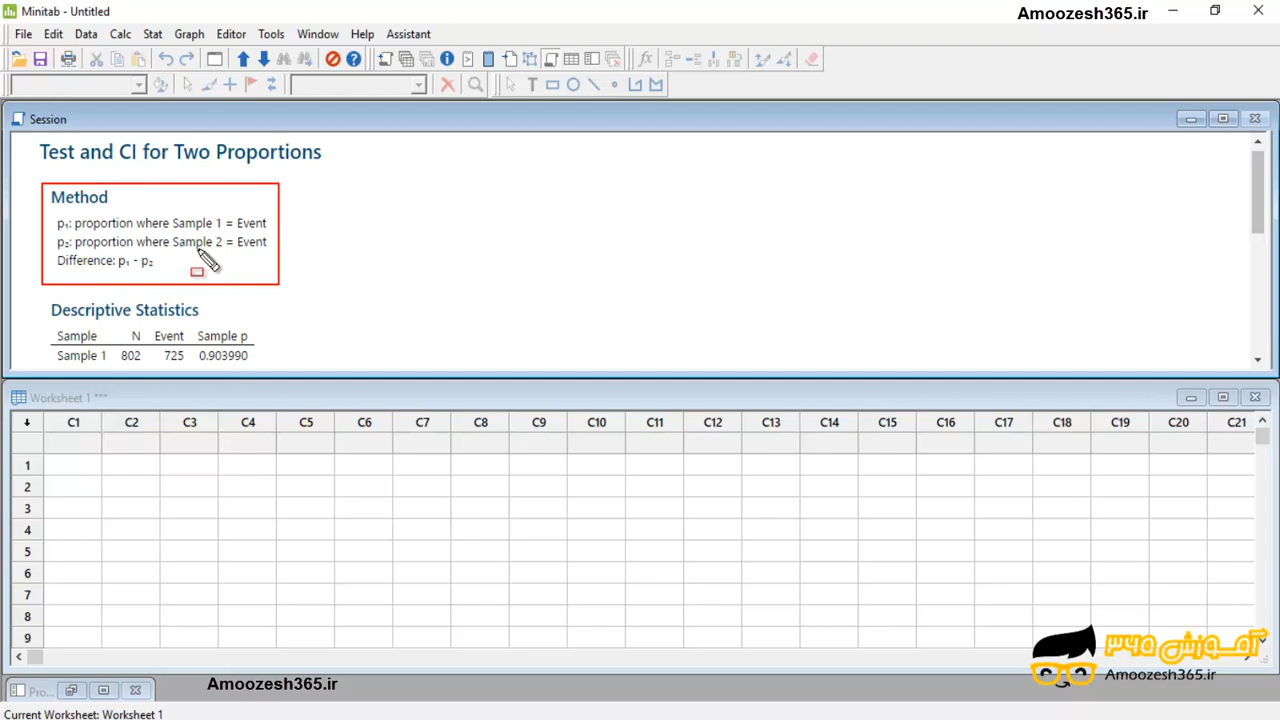 Minitab - Untitled
Amoozesh365.ir
File Edit Data Calc Stat Graph Editor Tools Window Help Assistant
Session
Test and CI for Two Proportions
Method
p₁: proportion where Sample 1 = Event
p₂: proportion where Sample 2 = Event
Difference: p₁ - p₂
Descriptive Statistics
Sample N Event Sample p
Sample 1 802 725 0.903990
Worksheet 1 ***
C1 C2 C3 C4 C5 C6 C7 C8 C9 C10 C11 C12 C13 C14 C15 C16 C17 C18 C19 C20 C21
1
2
3
4
5
6
7
8
9
آمـوزش ۳۶۵
Amoozesh365.ir
Pro...
Amoozesh365.ir
Current Worksheet: Worksheet 1